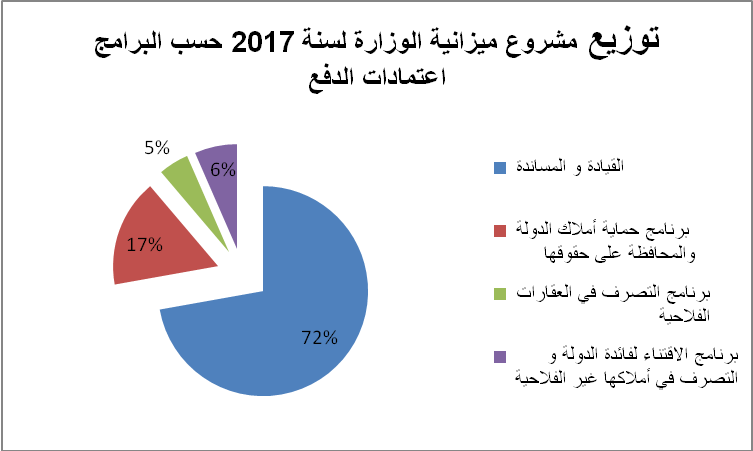 توزيع مشروع ميزانية الوزارة لسنة 2017 حسب البرامج
اعتمادات الدفع
5%
6%
17%
72%
القيادة و المساندة
برنامج حماية أملاك الدولة
والمحافظة على حقوقها
برنامج التصرف في العقارات
الفلاحية
برنامج الاقتناء لفائدة الدولة و
التصرف في أملاكها غير الفلاحية